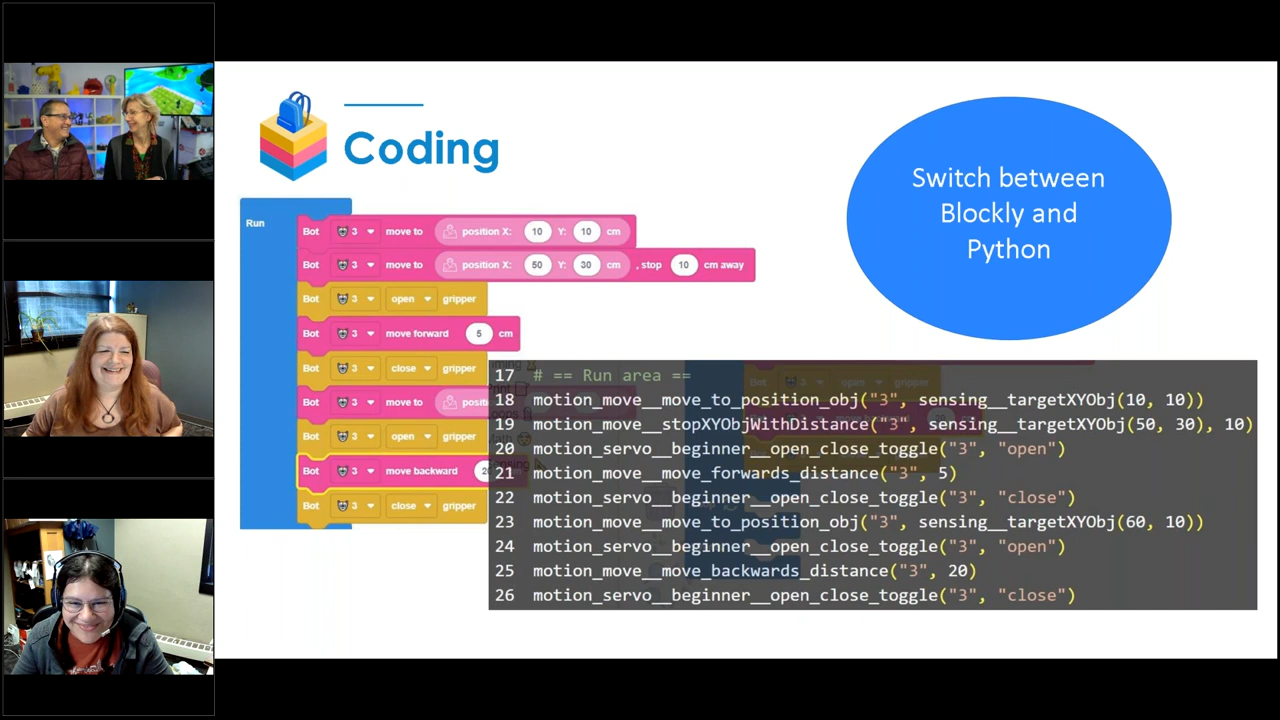 Coding
Switch between
Blockly and
Python
Run
Bot 3 move to position X: 10 Y: 10 cm
Bot 3 move to position X: 50 Y: 30 cm , stop 10 cm away
Bot 3 open gripper
Bot 3 move forward 5 cm
Bot 3 close gripper
Bot 3 move to
Bot 3 open gripper
Bot 3 move backward
Bot 3 close gripper
17 # == Run area ==
18 motion_move__move_to_position_obj("3", sensing__targetXYObj(10, 10))
19 motion_move__stopXYObjWithDistance("3", sensing__targetXYObj(50, 30), 10)
20 motion_servo__beginner__open_close_toggle("3", "open")
21 motion_move__move_forwards_distance("3", 5)
22 motion_servo__beginner__open_close_toggle("3", "close")
23 motion_move__move_to_position_obj("3", sensing__targetXYObj(60, 10))
24 motion_servo__beginner__open_close_toggle("3", "open")
25 motion_move__move_backwards_distance("3", 20)
26 motion_servo__beginner__open_close_toggle("3", "close")